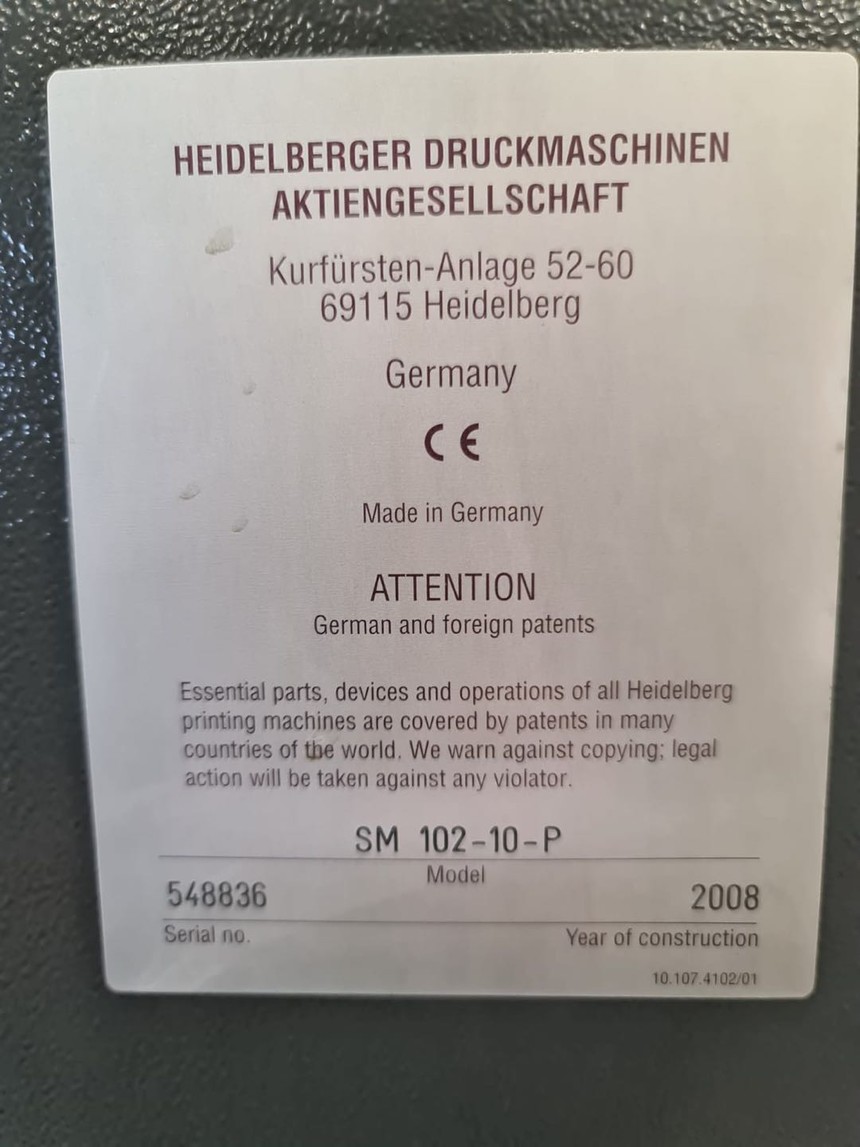 HEIDELBERGER DRUCKMASCHINEN
AKTIENGESELLSCHAFT
Kurfürsten-Anlage 52-60
69115 Heidelberg
Germany
CE
Made in Germany
ATTENTION
German and foreign patents
Essential parts, devices and operations of all Heidelberg
printing machines are covered by patents in many
countries of the world. We warn against copying; legal
action will be taken against any violator.
SM 102-10-P
Model
548836 2008
Serial no. Year of construction
10.107.4102/01